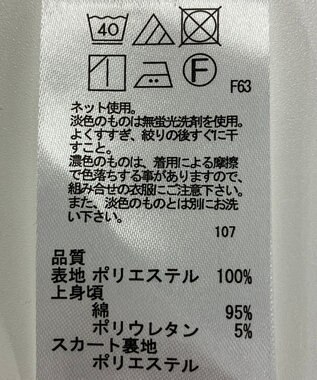 40
F F63
ネット使用。
淡色のものは無蛍光洗剤を使用。
よくすすぎ、絞りの後すぐに干
すこと。
濃色のものは、着用による摩擦
で色落ちする事がありますので、
組み合せの衣服にご注意下さい。
また、淡色のものとは別にお洗
い下さい。
107
品質
表地 ポリエステル 100%
上身頃
綿 95%
ポリウレタン 5%
スカート裏地
ポリエステル